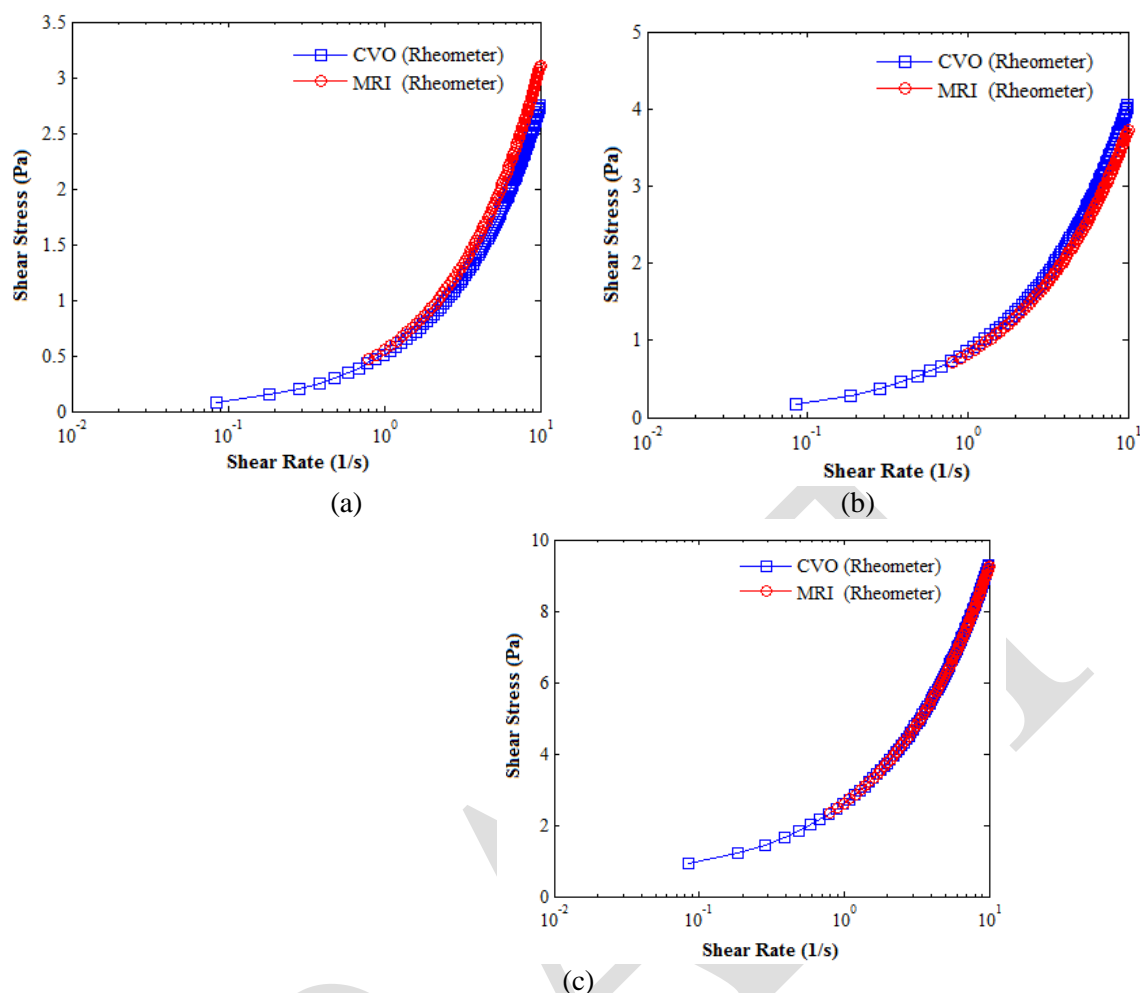 3.5
3
2.5
2
1.5
1
0.5
0
CVO (Rheometer)
MRI (Rheometer)
Shear Stress (Pa)
10-2 10-1 100 101
Shear Rate (1/s)
(a)
5
4
3
2
1
0
CVO (Rheometer)
MRI (Rheometer)
Shear Stress (Pa)
10-2 10-1 100 101
Shear Rate (1/s)
(b)
10
8
6
4
2
0
CVO (Rheometer)
MRI (Rheometer)
Shear Stress (Pa)
10-2 10-1 100 101
Shear Rate (1/s)
(c)